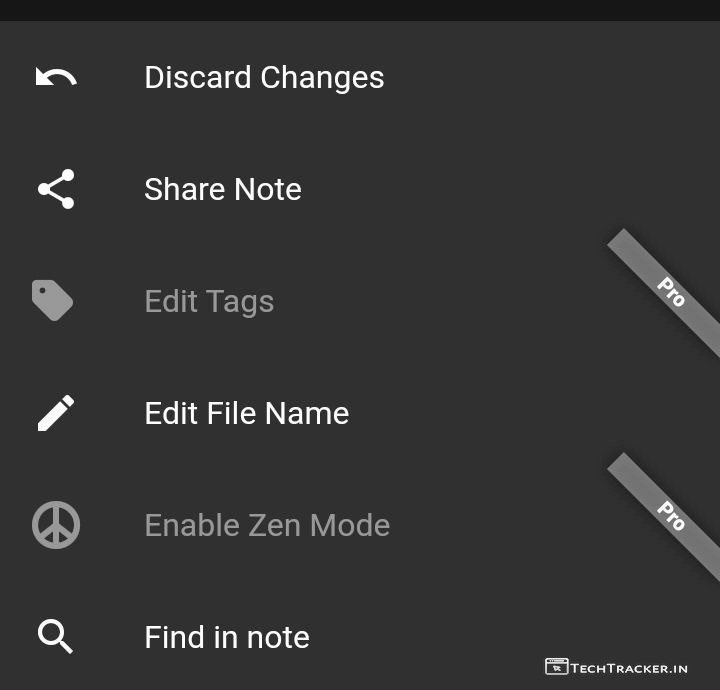 Discard Changes
Share Note
Edit Tags
Pro
Edit File Name
Enable Zen Mode
Pro
Find in note
TECHTRACKER.IN